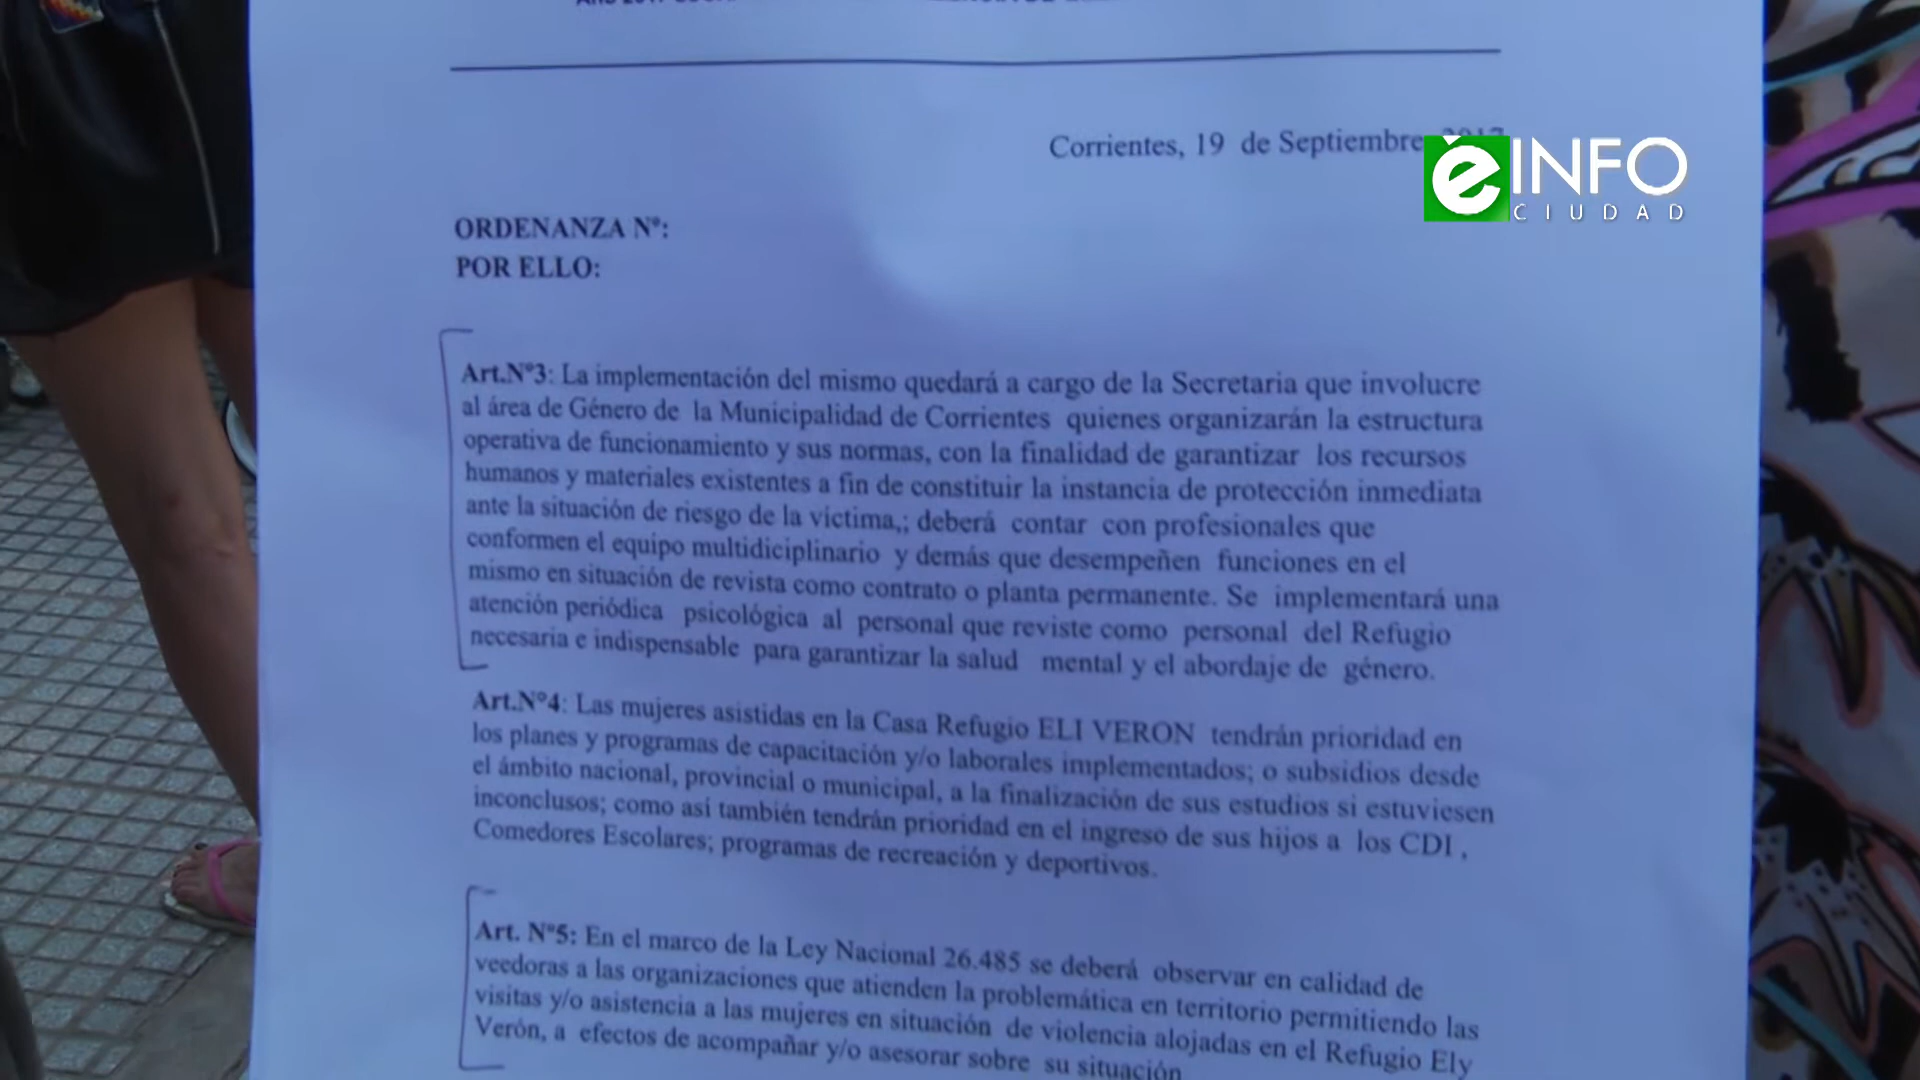 Corrientes, 19 de Septiembre
è INFO
CIUDAD
ORDENANZA Nº:
POR ELLO:
Art.Nº3: La implementación del mismo quedará a cargo de la Secretaria que involucre
al área de Género de la Municipalidad de Corrientes quienes organizarán la estructura
operativa de funcionamiento y sus normas, con la finalidad de garantizar los recursos
humanos y materiales existentes a fin de constituir la instancia de protección inmediata
ante la situación de riesgo de la víctima,; deberá contar con profesionales que
conformen el equipo multidiciplinario y demás que desempeñen funciones en el
mismo en situación de revista como contrato o planta permanente. Se implementará una
atención periódica psicológica al personal que reviste como personal del Refugio
necesaria e indispensable para garantizar la salud mental y el abordaje de género.
Art.Nº4: Las mujeres asistidas en la Casa Refugio ELI VERON tendrán prioridad en
los planes y programas de capacitación y/o laborales implementados; o subsidios desde
el ámbito nacional, provincial o municipal, a la finalización de sus estudios si estuviesen
inconclusos; como así también tendrán prioridad en el ingreso de sus hijos a los CDI ,
Comedores Escolares; programas de recreación y deportivos.
Art. Nº5: En el marco de la Ley Nacional 26.485 se deberá observar en calidad de
veedoras a las organizaciones que atienden la problemática en territorio permitiendo las
visitas y/o asistencia a las mujeres en situación de violencia alojadas en el Refugio Ely
Verón, a efectos de acompañar y/o asesorar sobre su situación